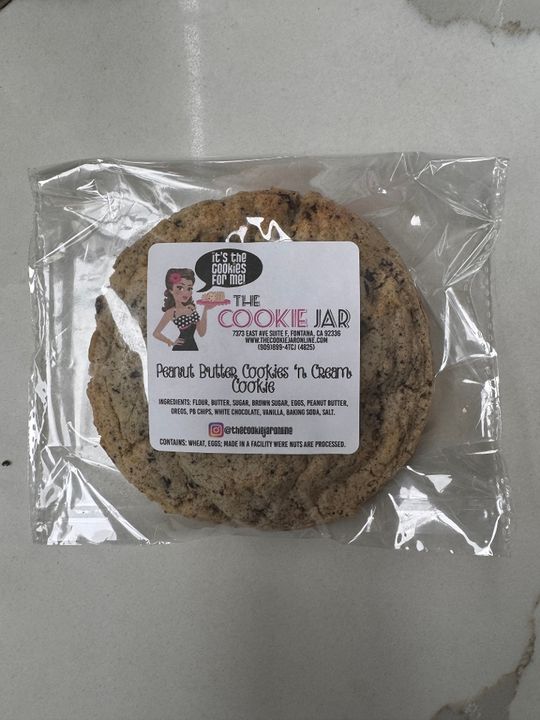 it's the
cookies
for me!
THE
COOKIE JAR
7373 EAST AVE SUITE F, FONTANA, CA 92336
WWW.THECOOKIEJARONLINE.COM
(909)899-4TCJ (4825)
Peanut Butter Cookies 'n Cream
Cookie
INGREDIENTS: FLOUR, BUTTER, SUGAR, BROWN SUGAR, EGGS, PEANUT BUTTER,
OREOS, PB CHIPS, WHITE CHOCOLATE, VANILLA, BAKING SODA, SALT.
@thecookiejaronline
CONTAINS: WHEAT, EGGS; MADE IN A FACILITY WERE NUTS ARE PROCESSED.